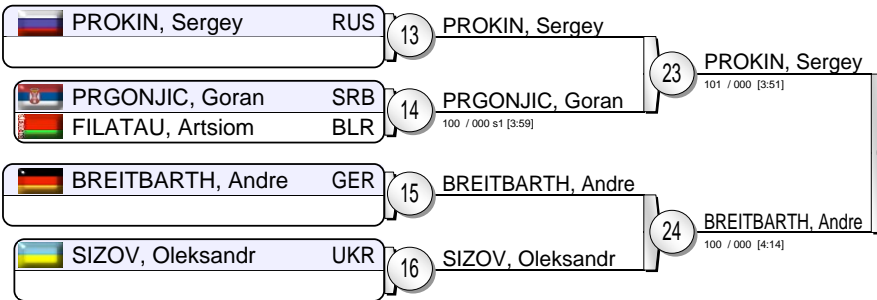 PROKIN, Sergey RUS
13
PROKIN, Sergey
23
PROKIN, Sergey
101 / 000 [3:51]
PRGONJIC, Goran SRB
14
PRGONJIC, Goran
100 / 000 s1 [3:59]
FILATAU, Artsiom BLR
BREITBARTH, Andre GER
15
BREITBARTH, Andre
24
BREITBARTH, Andre
100 / 000 [4:14]
SIZOV, Oleksandr UKR
16
SIZOV, Oleksandr